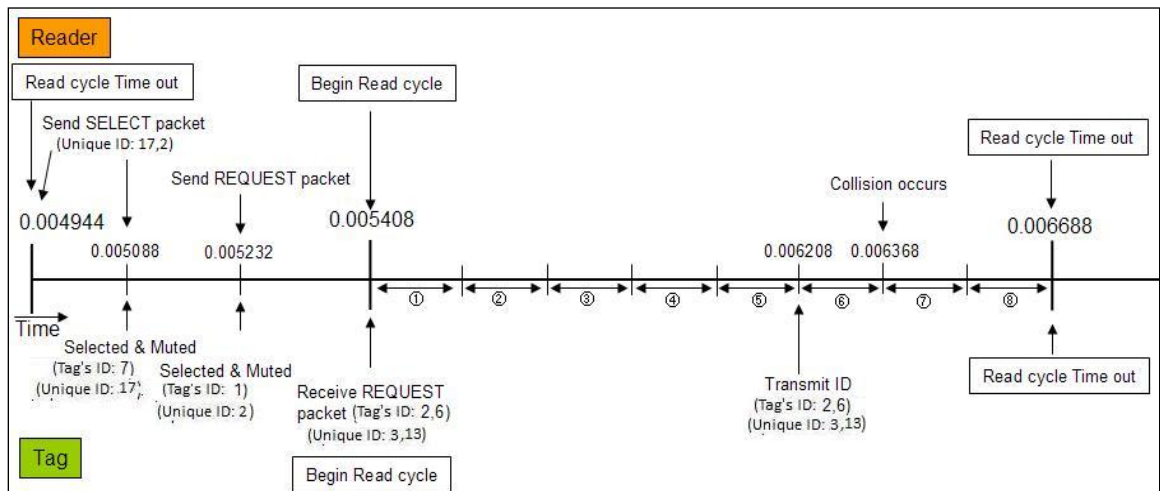 Reader
Read cycle Time out
Begin Read cycle
Send SELECT packet
(Unique ID: 17,2)
Read cycle Time out
Send REQUEST packet
Collision occurs
0.004944
0.005408
0.006688
0.005088
0.005232
0.006208
0.006368
① ② ③ ④ ⑤ ⑥ ⑦ ⑧
Time
Selected & Muted
(Tag's ID: 7)
(Unique ID: 17)
Selected & Muted
(Tag's ID: 1)
(Unique ID: 2)
Receive REQUEST
packet (Tag's ID: 2,6)
(Unique ID: 3,13)
Transmit ID
(Tag's ID: 2,6)
(Unique ID: 3,13)
Read cycle Time out
Tag
Begin Read cycle